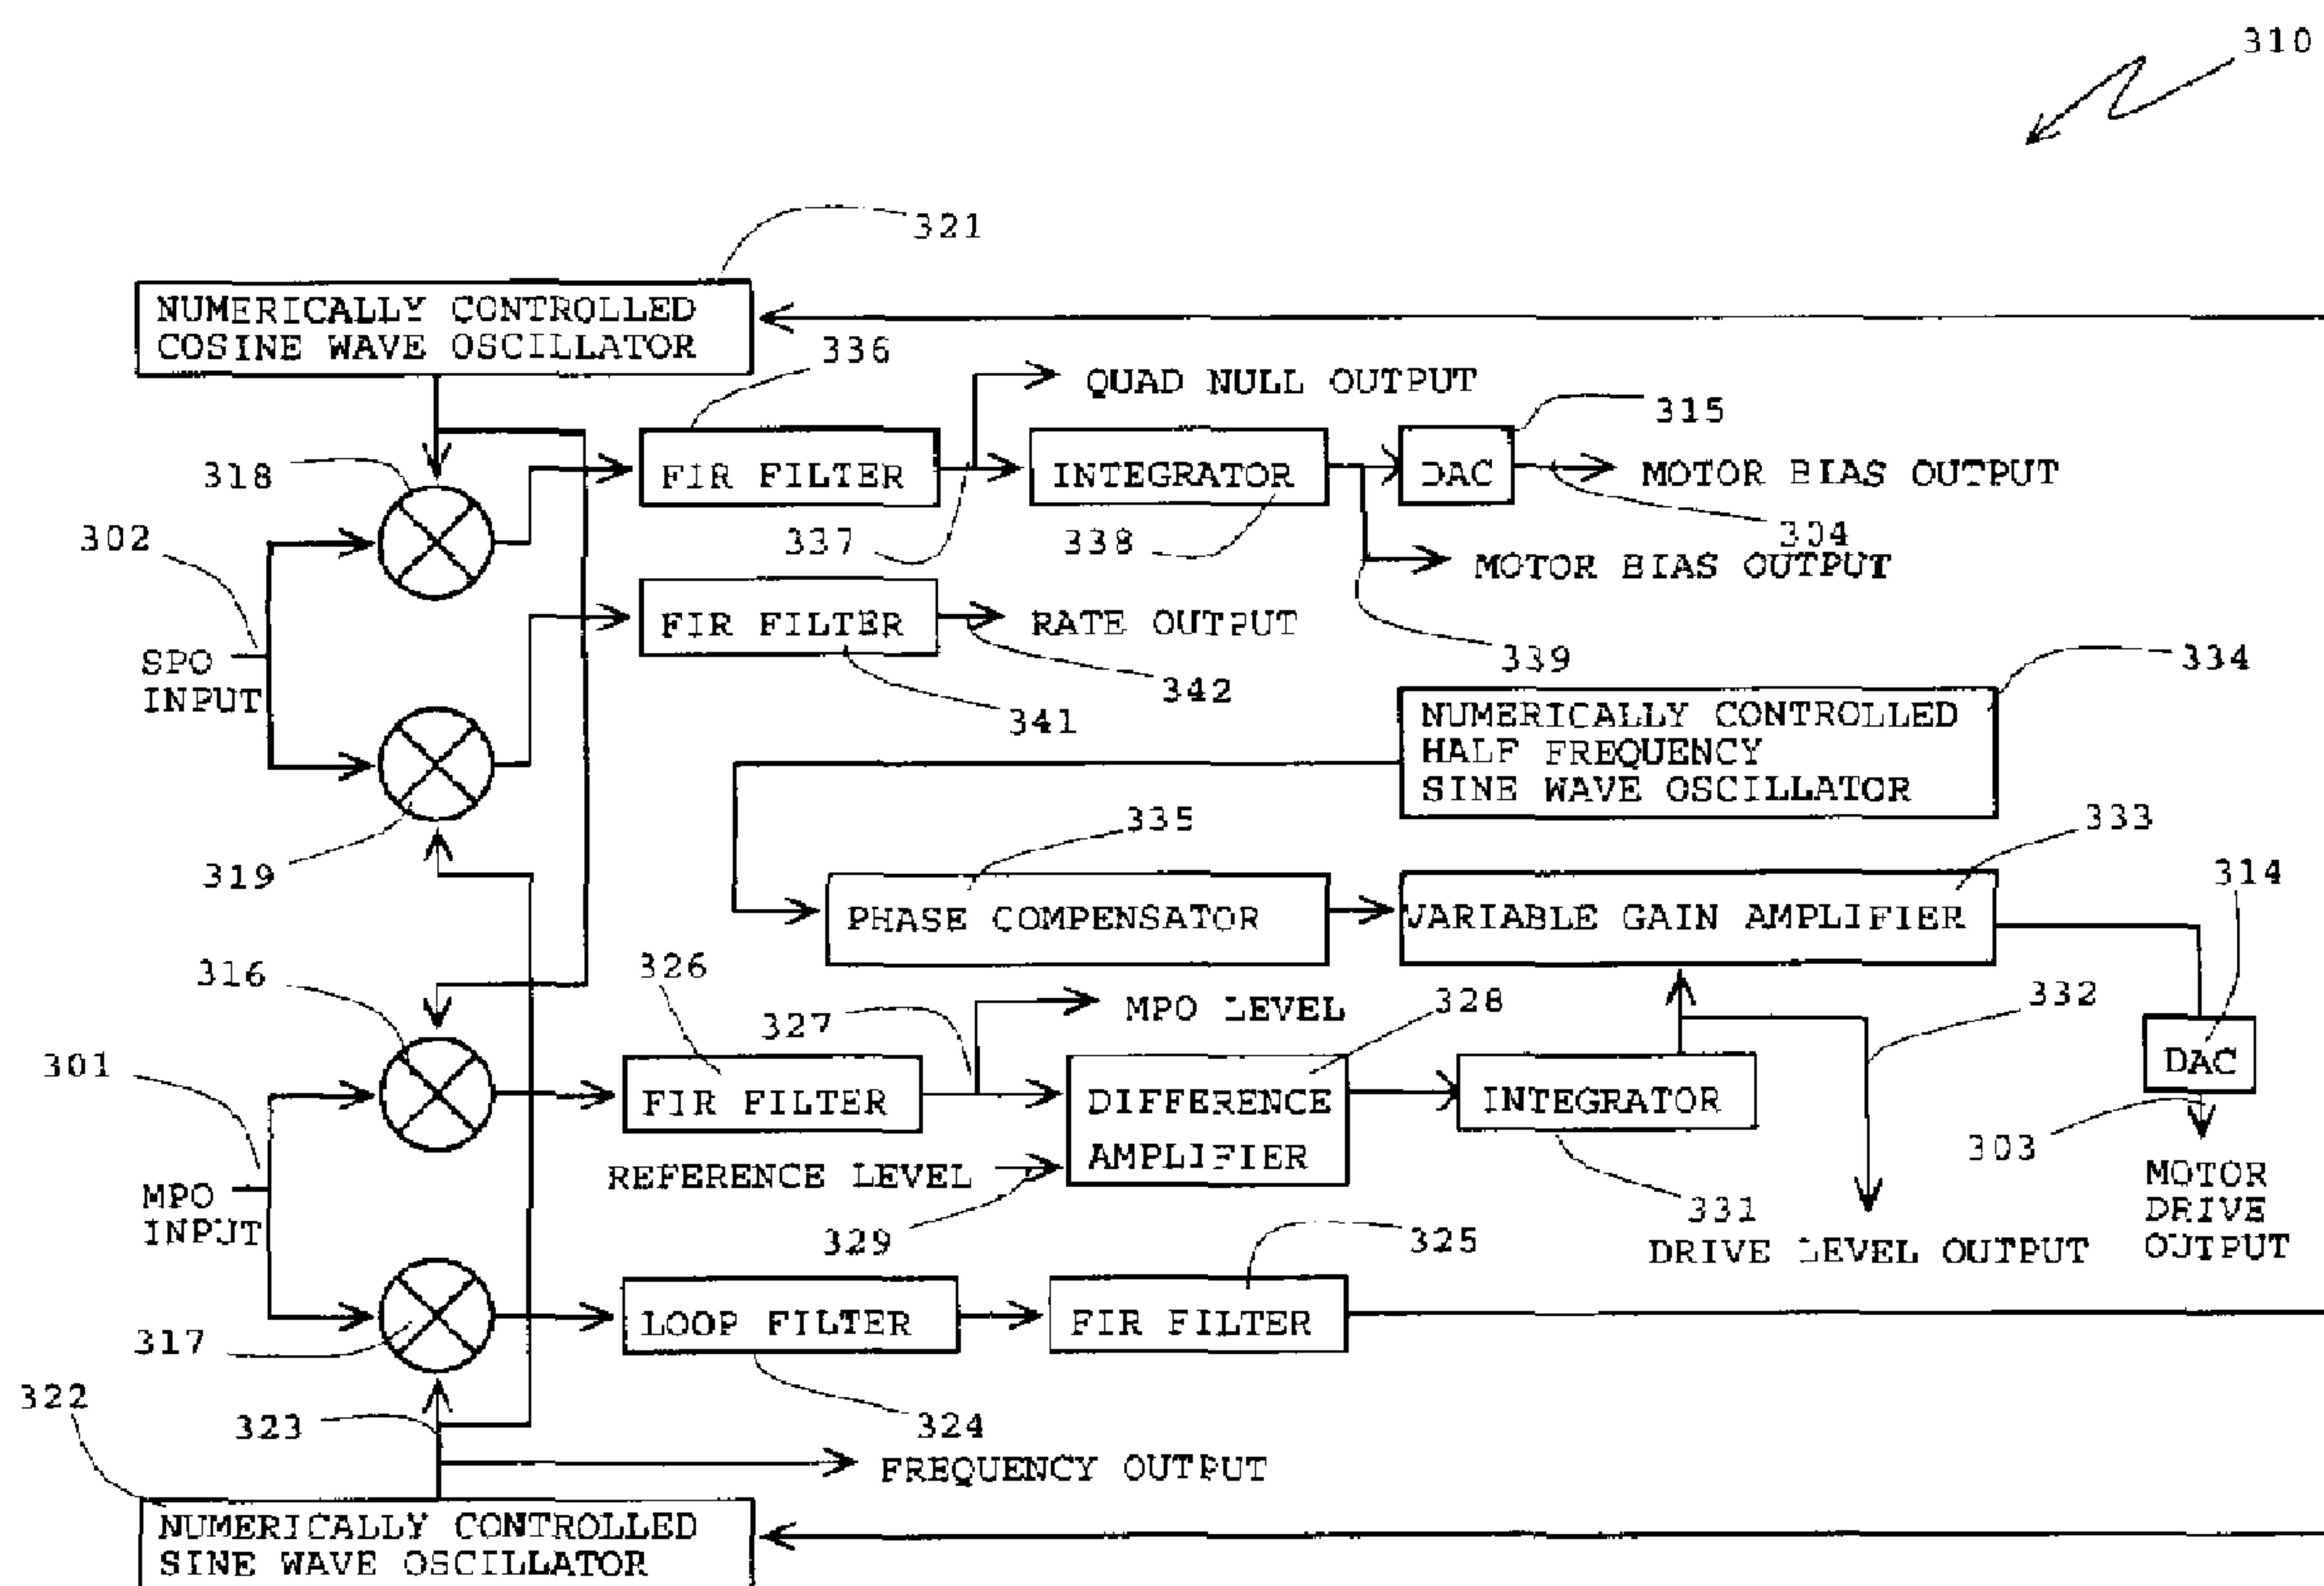 310
321
NUMERICALLY CONTROLLED
COSINE WAVE OSCILLATOR
336
QUAD NULL OUTPUT
315
318
FIR FILTER
INTEGRATOR
DAC
MOTOR BIAS OUTPUT
302
337
338
304
MOTOR BIAS OUTPUT
FIR FILTER
RATE OUTPUT
339
334
SPO
INPUT
342
341
NUMERICALLY CONTROLLED
HALF FREQUENCY
SINE WAVE OSCILLATOR
335
333
319
314
PHASE COMPENSATOR
VARIABLE GAIN AMPLIFIER
316
326
327
MPO LEVEL
328
332
301
DAC
FIR FILTER
DIFFERENCE
AMPLIFIER
INTEGRATOR
303
REFERENCE LEVEL
MPO
INPUT
329
331
MOTOR
DRIVE
OUTPUT
325
DRIVE LEVEL OUTPUT
317
LOOP FILTER
FIR FILTER
322
323
324
FREQUENCY OUTPUT
NUMERICALLY CONTROLLED
SINE WAVE OSCILLATOR